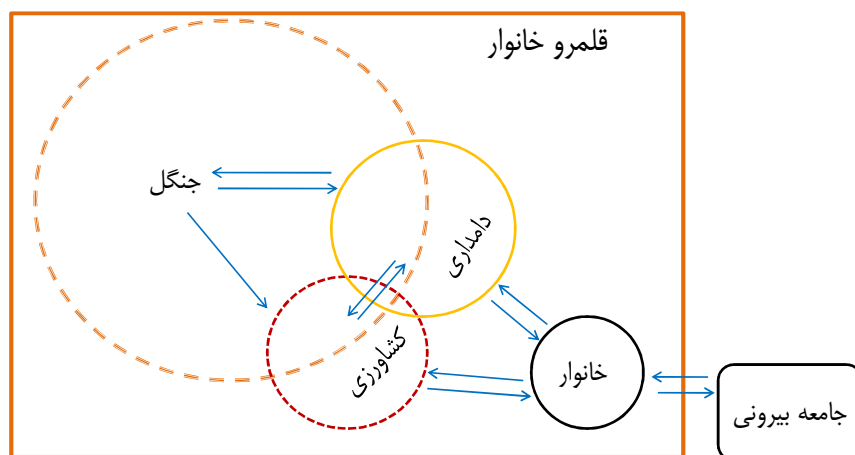 قلمرو خانوار
جنگل
دامداری
کشاورزی
خانوار
جامعه بیرونی